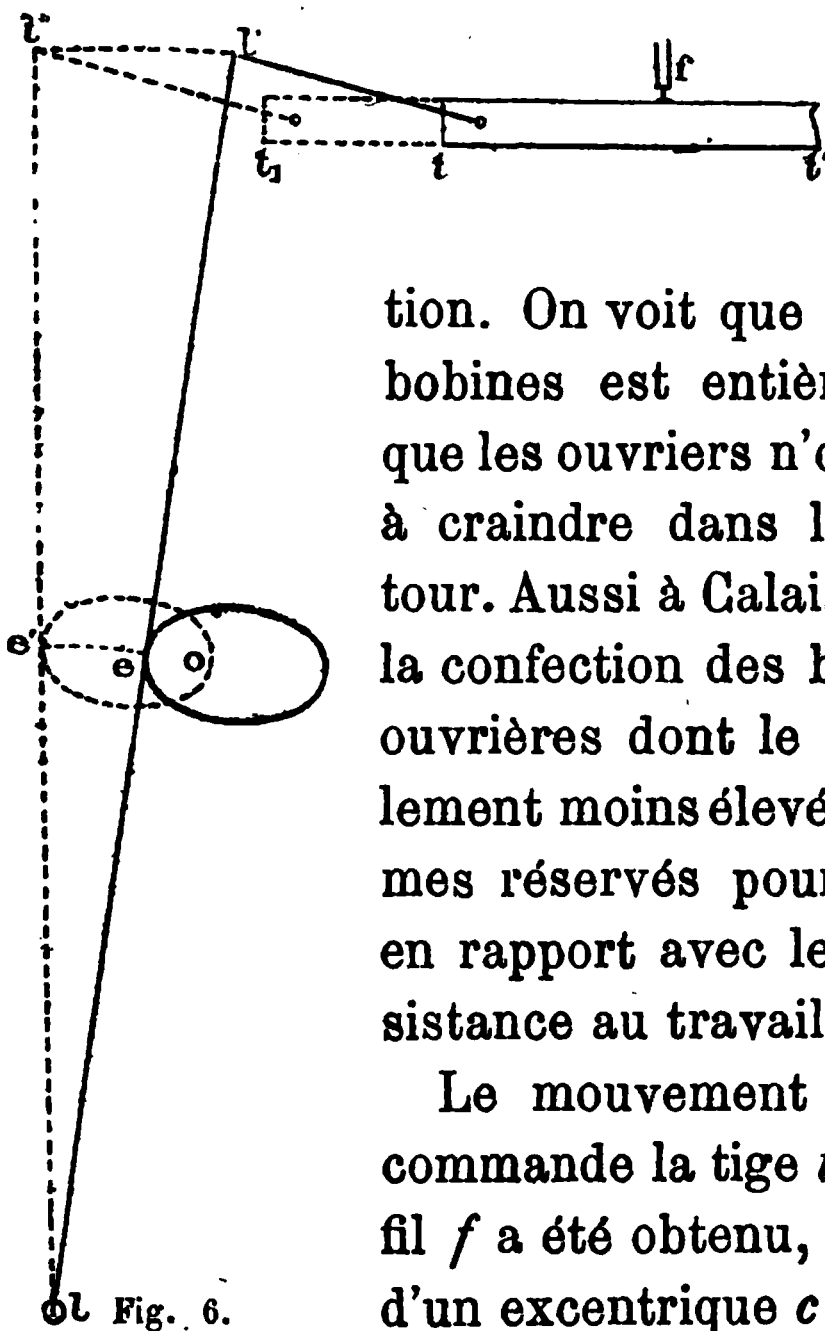 l" l'
f
t₁ t t'
tion. On voit que
bobines est entièr
que les ouvriers n'o
à craindre dans l
tour. Aussi à Calais
e' e o
la confection des b
ouvrières dont le
lement moins élevé
mes réservés pour
en rapport avec le
sistance au travail
Le mouvement
commande la tige
fil f a été obtenu,
d'un excentrique c
l Fig. 6.